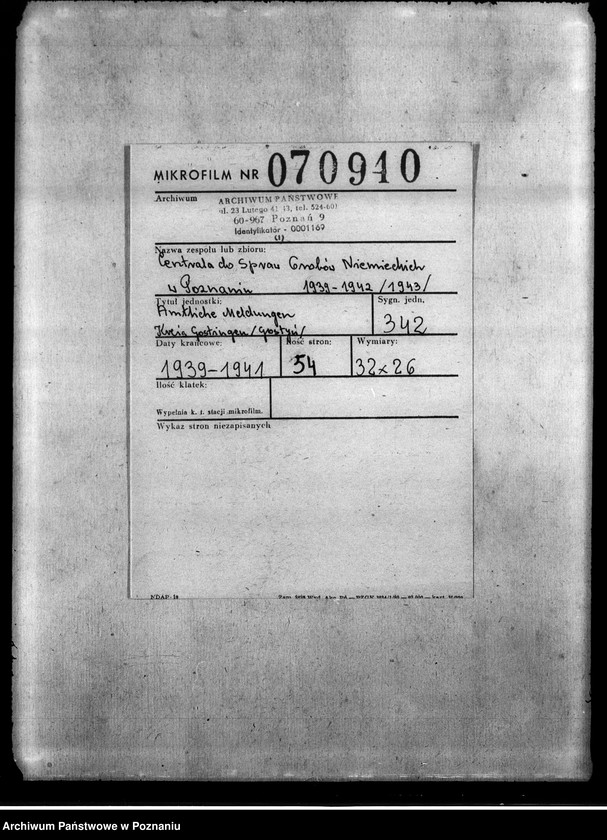 MIKROFILM NR 070910
Archiwum
ARCHIWUM PAŃSTWOWE
ul. 23 Lutego 41/43, tel. 524-601
60-967 Poznań 9
Identyfikator - 0001169
(1)
Nazwa zespołu lub zbioru:
Centrala do Spraw Grobów Niemieckich
w Poznaniu 1939-1942 /1943/
Tytuł jednostki:
Amtliche Meldungen
Kreis Gostingen /Gostyń/
Sygn. jedn.
342
Daty krańcowe:
1939-1941
Ilość stron:
54
Wymiary:
32x26
Ilość klatek:
Wypełnia k. t. stacji mikrofilm.
Wykaz stron niezapisanych
NDAP-18
Archiwum Państwowe w Poznaniu